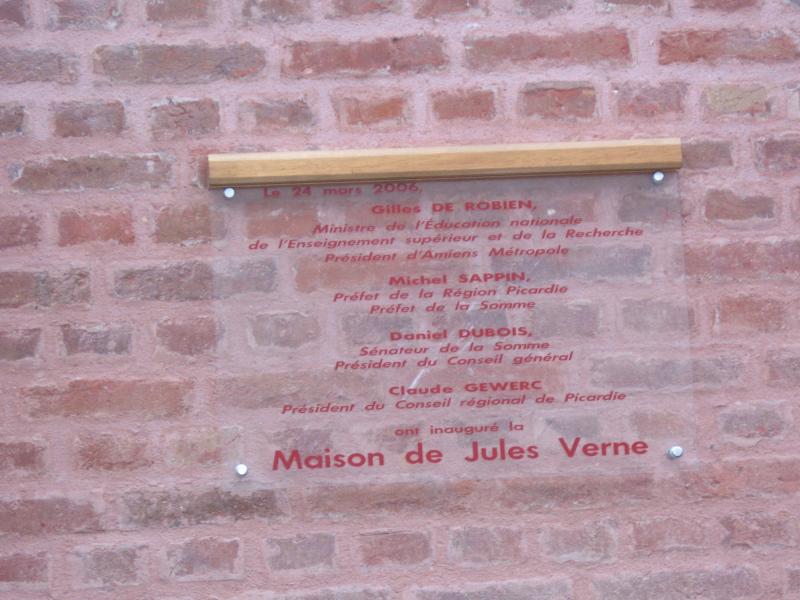 Le 24 mars 2006,
Gilles DE ROBIEN,
Ministre de l'Éducation nationale
de l'Enseignement supérieur et de la Recherche
Président d'Amiens Métropole
Michel SAPPIN,
Préfet de la Région Picardie
Préfet de la Somme
Daniel DUBOIS,
Sénateur de la Somme
Président du Conseil général
Claude GEWERC
Président du Conseil régional de Picardie
ont inauguré la
Maison de Jules Verne